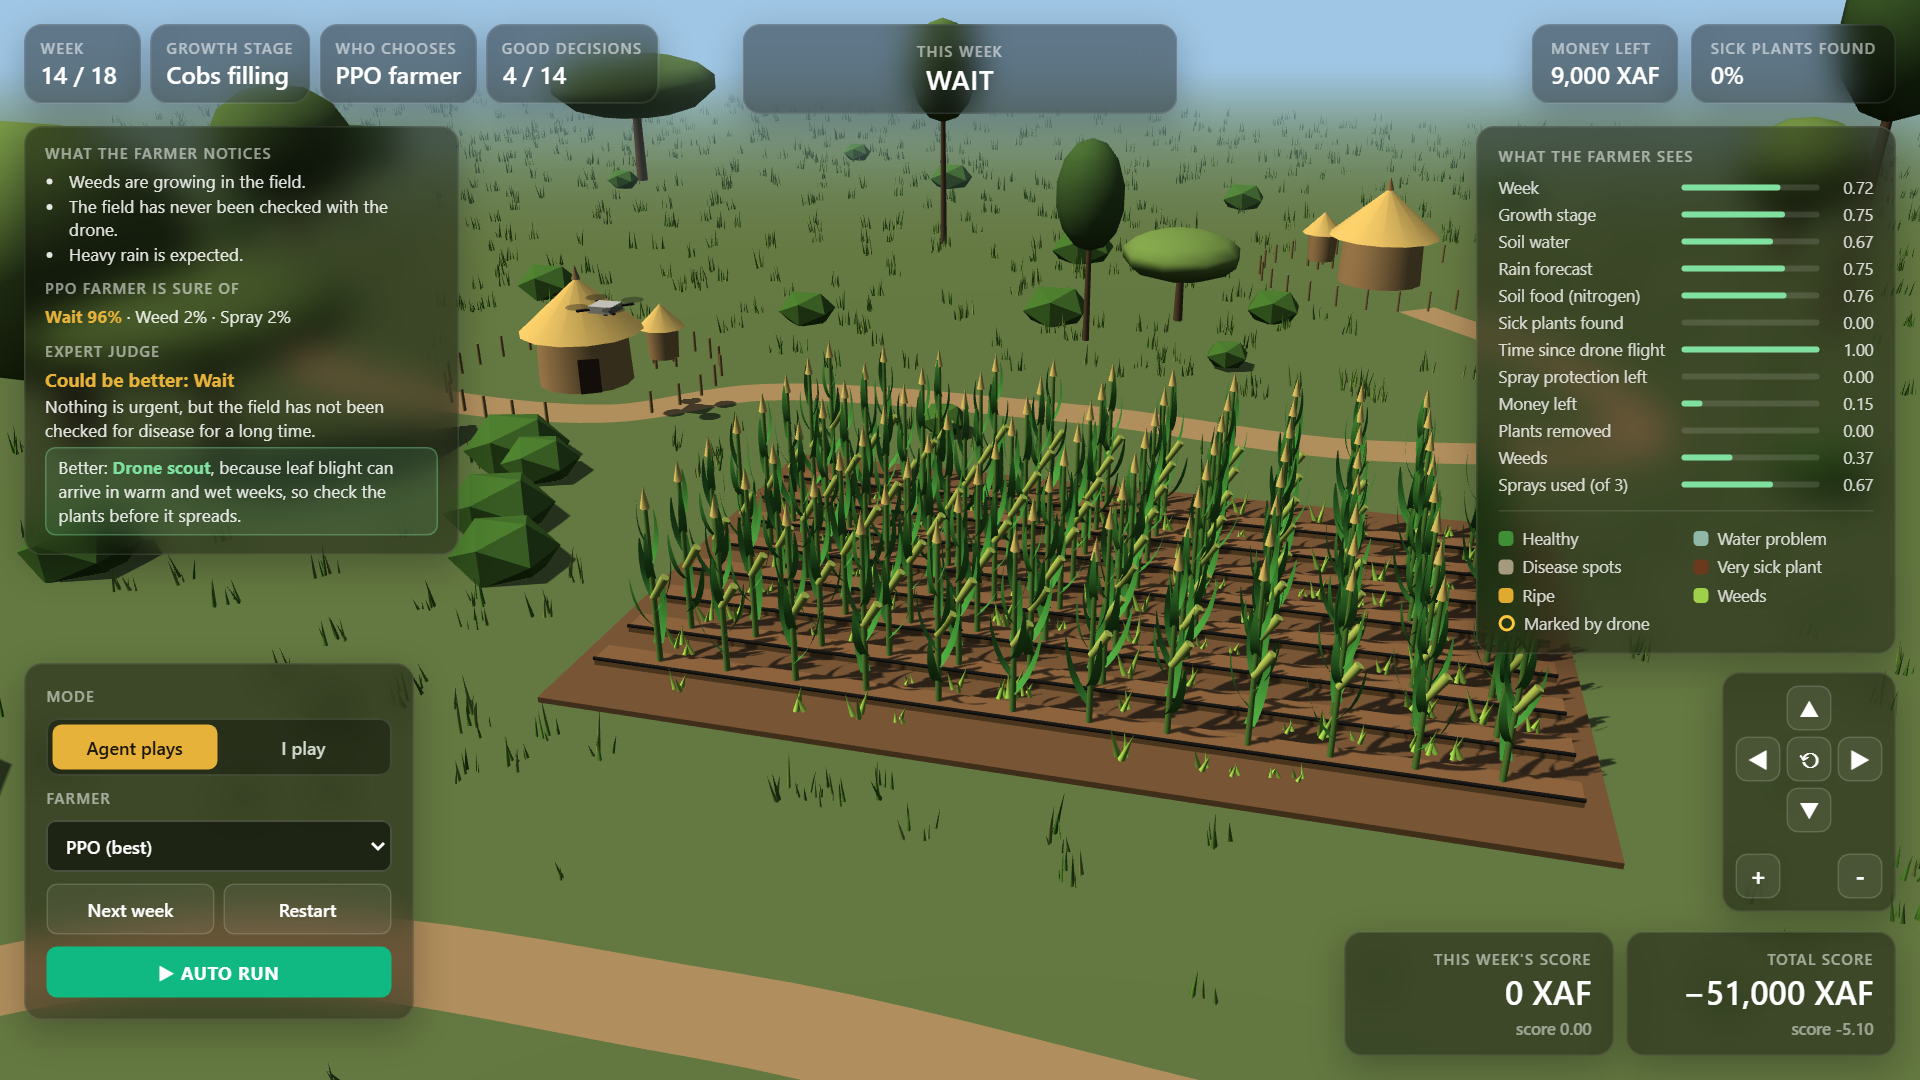 WEEK
14 / 18
GROWTH STAGE
Cobs filling
WHO CHOOSES
PPO farmer
GOOD DECISIONS
4 / 14
THIS WEEK
WAIT
MONEY LEFT
9,000 XAF
SICK PLANTS FOUND
0%
WHAT THE FARMER NOTICES
• Weeds are growing in the field.
• The field has never been checked with the
drone.
• Heavy rain is expected.
PPO FARMER IS SURE OF
Wait 96% · Weed 2% · Spray 2%
EXPERT JUDGE
Could be better: Wait
Nothing is urgent, but the field has not been
checked for disease for a long time.
Better: Drone scout, because leaf blight can
arrive in warm and wet weeks, so check the
plants before it spreads.
WHAT THE FARMER SEES
Week 0.72
Growth stage 0.75
Soil water 0.67
Rain forecast 0.75
Soil food (nitrogen) 0.76
Sick plants found 0.00
Time since drone flight 1.00
Spray protection left 0.00
Money left 0.15
Plants removed 0.00
Weeds 0.37
Sprays used (of 3) 0.67
Healthy
Water problem
Disease spots
Very sick plant
Ripe
Weeds
Marked by drone
MODE
Agent plays
I play
FARMER
PPO (best)
Next week
Restart
▶ AUTO RUN
+
-
THIS WEEK'S SCORE
0 XAF
score 0.00
TOTAL SCORE
−51,000 XAF
score -5.10